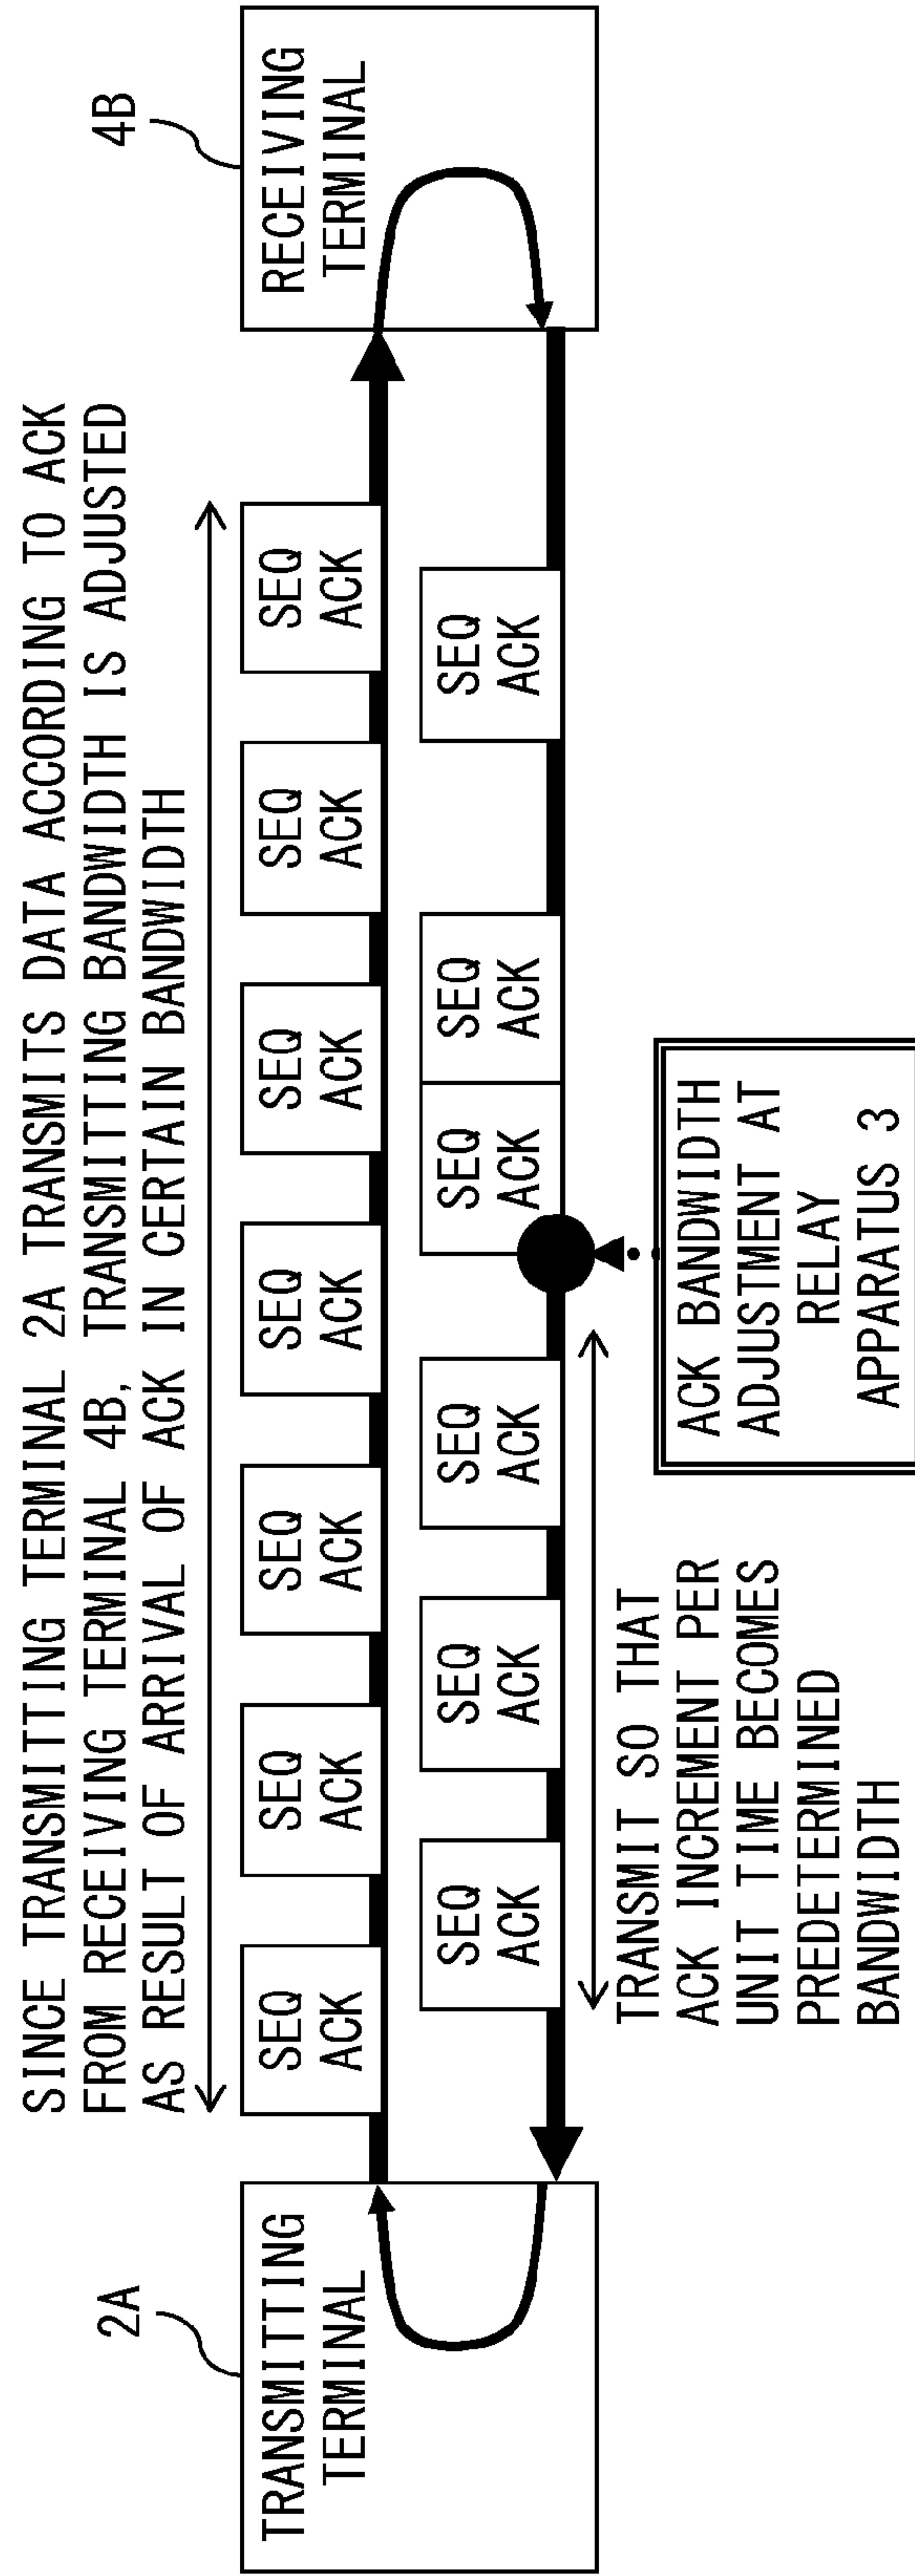 SINCE TRANSMITTING TERMINAL 2A TRANSMITS DATA ACCORDING TO ACK
FROM RECEIVING TERMINAL 4B, TRANSMITTING BANDWIDTH IS ADJUSTED
AS RESULT OF ARRIVAL OF ACK IN CERTAIN BANDWIDTH
2A
4B
TRANSMITTING
TERMINAL
SEQ
ACK
SEQ
ACK
SEQ
ACK
SEQ
ACK
SEQ
ACK
SEQ
ACK
SEQ
ACK
RECEIVING
TERMINAL
SEQ
ACK
SEQ
ACK
SEQ
ACK
SEQ
ACK
SEQ
ACK
SEQ
ACK
TRANSMIT SO THAT
ACK INCREMENT PER
UNIT TIME BECOMES
PREDETERMINED
BANDWIDTH
ACK BANDWIDTH
ADJUSTMENT AT
RELAY
APPARATUS 3